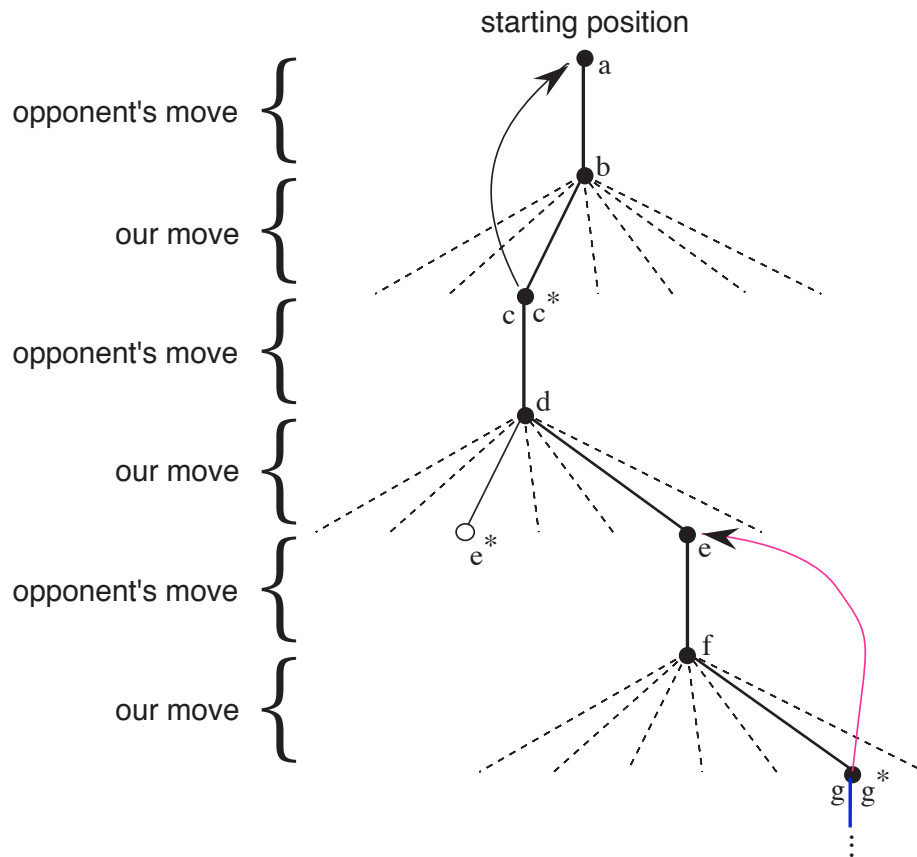 starting position
a
opponent's move
b
our move
c c*
opponent's move
d
our move
e*
e
opponent's move
f
our move
g g*
⋮